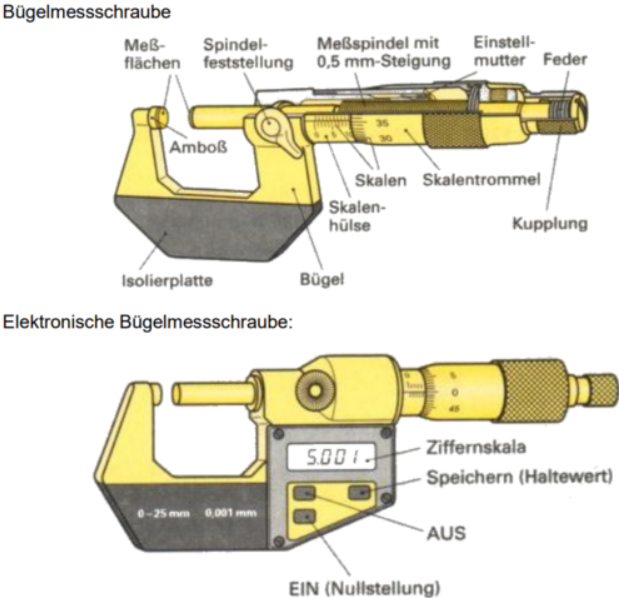 Bügelmessschraube
Meß-
flächen
Spindel-
feststellung
Meßspindel mit
0,5 mm-Steigung
Einstell-
mutter
Feder
35
30
0 5
Amboß
Skalen
Skalentrommel
Skalen-
hülse
Kupplung
Isolierplatte
Bügel
Elektronische Bügelmessschraube:
5
0
45
5.001
0–25 mm 0,001 mm
Ziffernskala
Speichern (Haltewert)
AUS
EIN (Nullstellung)